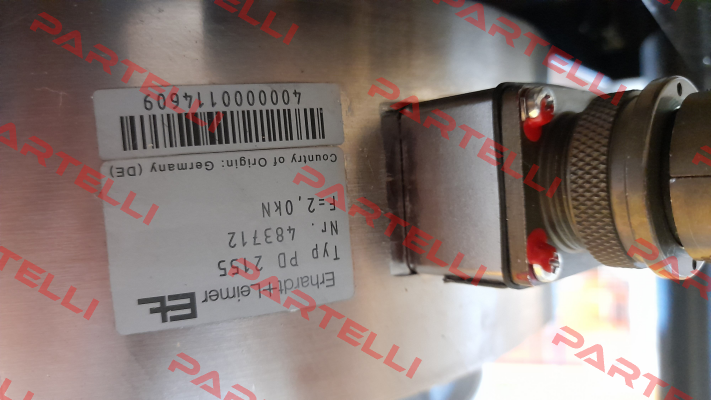 Erhardt+Leimer EL
Typ PD 2155
Nr. 483712
F=2,0kN
Country of Origin: Germany (DE)
4000000114609
PARTELLI
PARTELLI
PARTELLI
PARTELLI
PARTELLI
PARTELLI
PARTELLI
PARTELLI